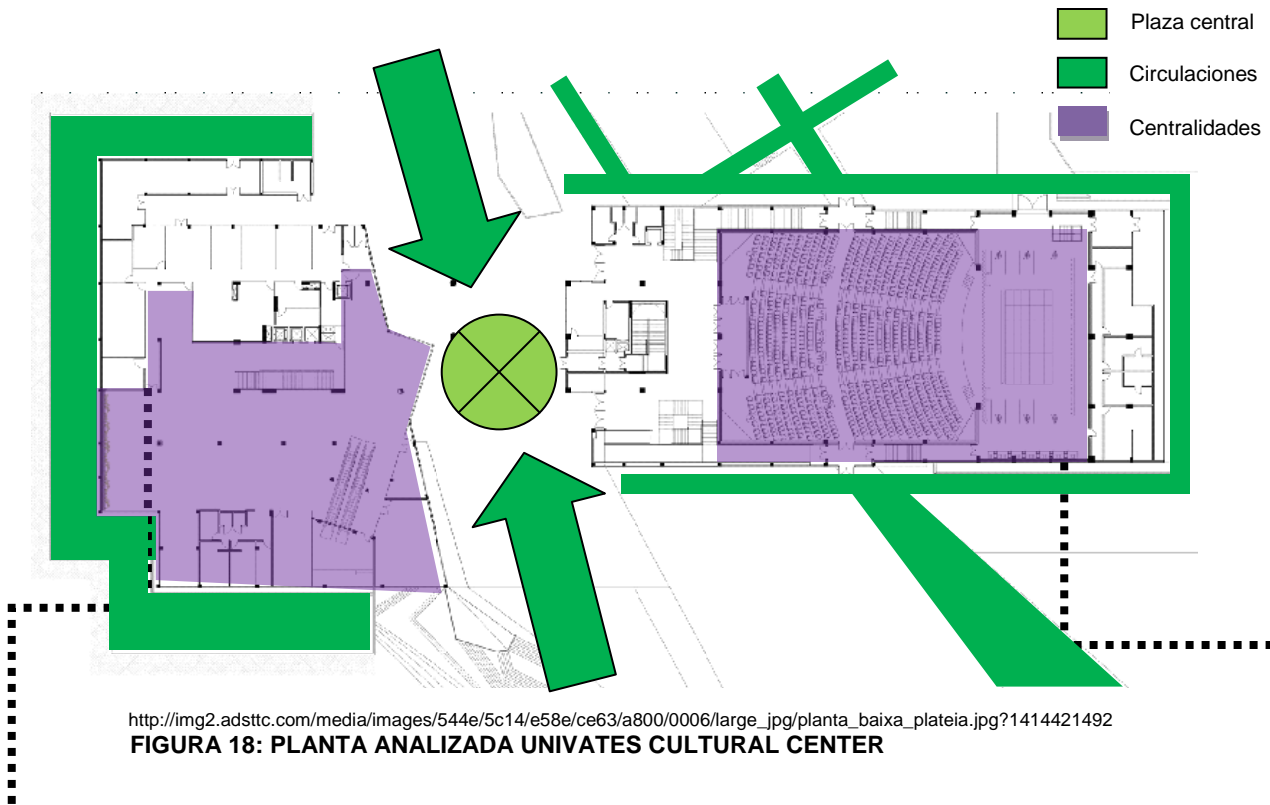 Plaza central
Circulaciones
Centralidades
http://img2.adsttc.com/media/images/544e/5c14/e58e/ce63/a800/0006/large_jpg/planta_baixa_plateia.jpg?1414421492
FIGURA 18: PLANTA ANALIZADA UNIVATES CULTURAL CENTER